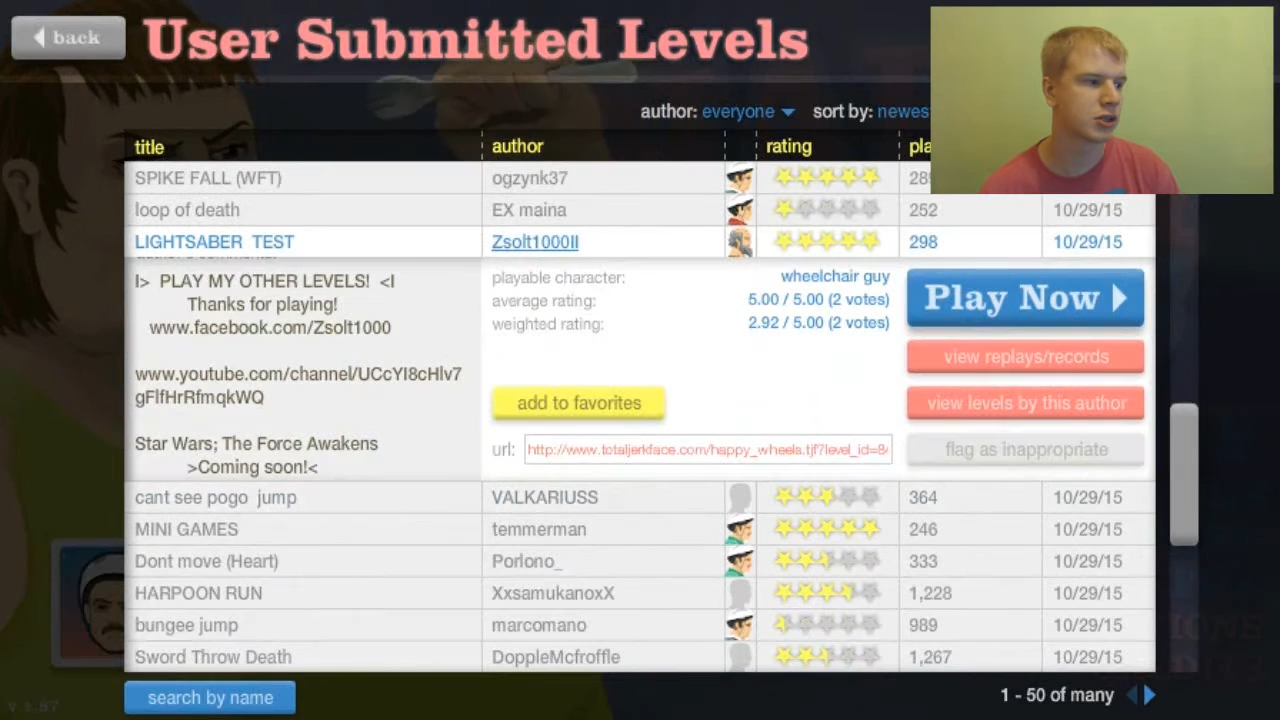 back
User Submitted Levels
author: everyone sort by: newes
title author rating pla
SPIKE FALL (WFT) ogzynk37 289
loop of death EX maina 252 10/29/15
LIGHTSABER TEST Zsolt1000II 298 10/29/15
I> PLAY MY OTHER LEVELS! <I
Thanks for playing!
www.facebook.com/Zsolt1000
www.youtube.com/channel/UCcYI8cHlv7
gFlfHrRfmqkWQ
Star Wars; The Force Awakens
>Coming soon!<
playable character: wheelchair guy
average rating: 5.00 / 5.00 (2 votes)
weighted rating: 2.92 / 5.00 (2 votes)
add to favorites
url: http://www.totaljerkface.com/happy_wheels.tjf?level_id=8
Play Now
view replays/records
view levels by this author
flag as inappropriate
cant see pogo jump VALKARIUSS 364 10/29/15
MINI GAMES temmerman 246 10/29/15
Dont move (Heart) Porlono_ 333 10/29/15
HARPOON RUN XxsamukanoxX 1,228 10/29/15
bungee jump marcomano 989 10/29/15
Sword Throw Death DoppleMcfroffle 1,267 10/29/15
search by name
1 - 50 of many
v 1.87